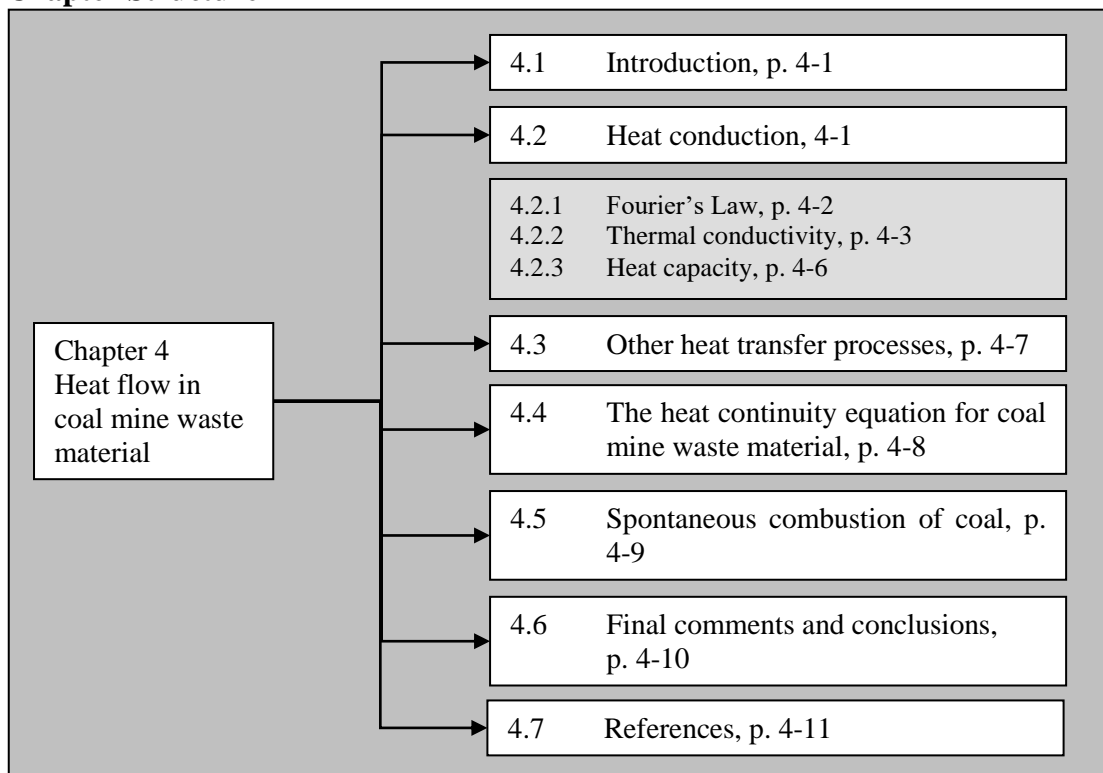 4.1 Introduction, p. 4-1
4.2 Heat conduction, 4-1
4.2.1 Fourier’s Law, p. 4-2
4.2.2 Thermal conductivity, p. 4-3
4.2.3 Heat capacity, p. 4-6
Chapter 4
Heat flow in
coal mine waste
material
4.3 Other heat transfer processes, p. 4-7
4.4 The heat continuity equation for coal
mine waste material, p. 4-8
4.5 Spontaneous combustion of coal, p.
4-9
4.6 Final comments and conclusions,
p. 4-10
4.7 References, p. 4-11